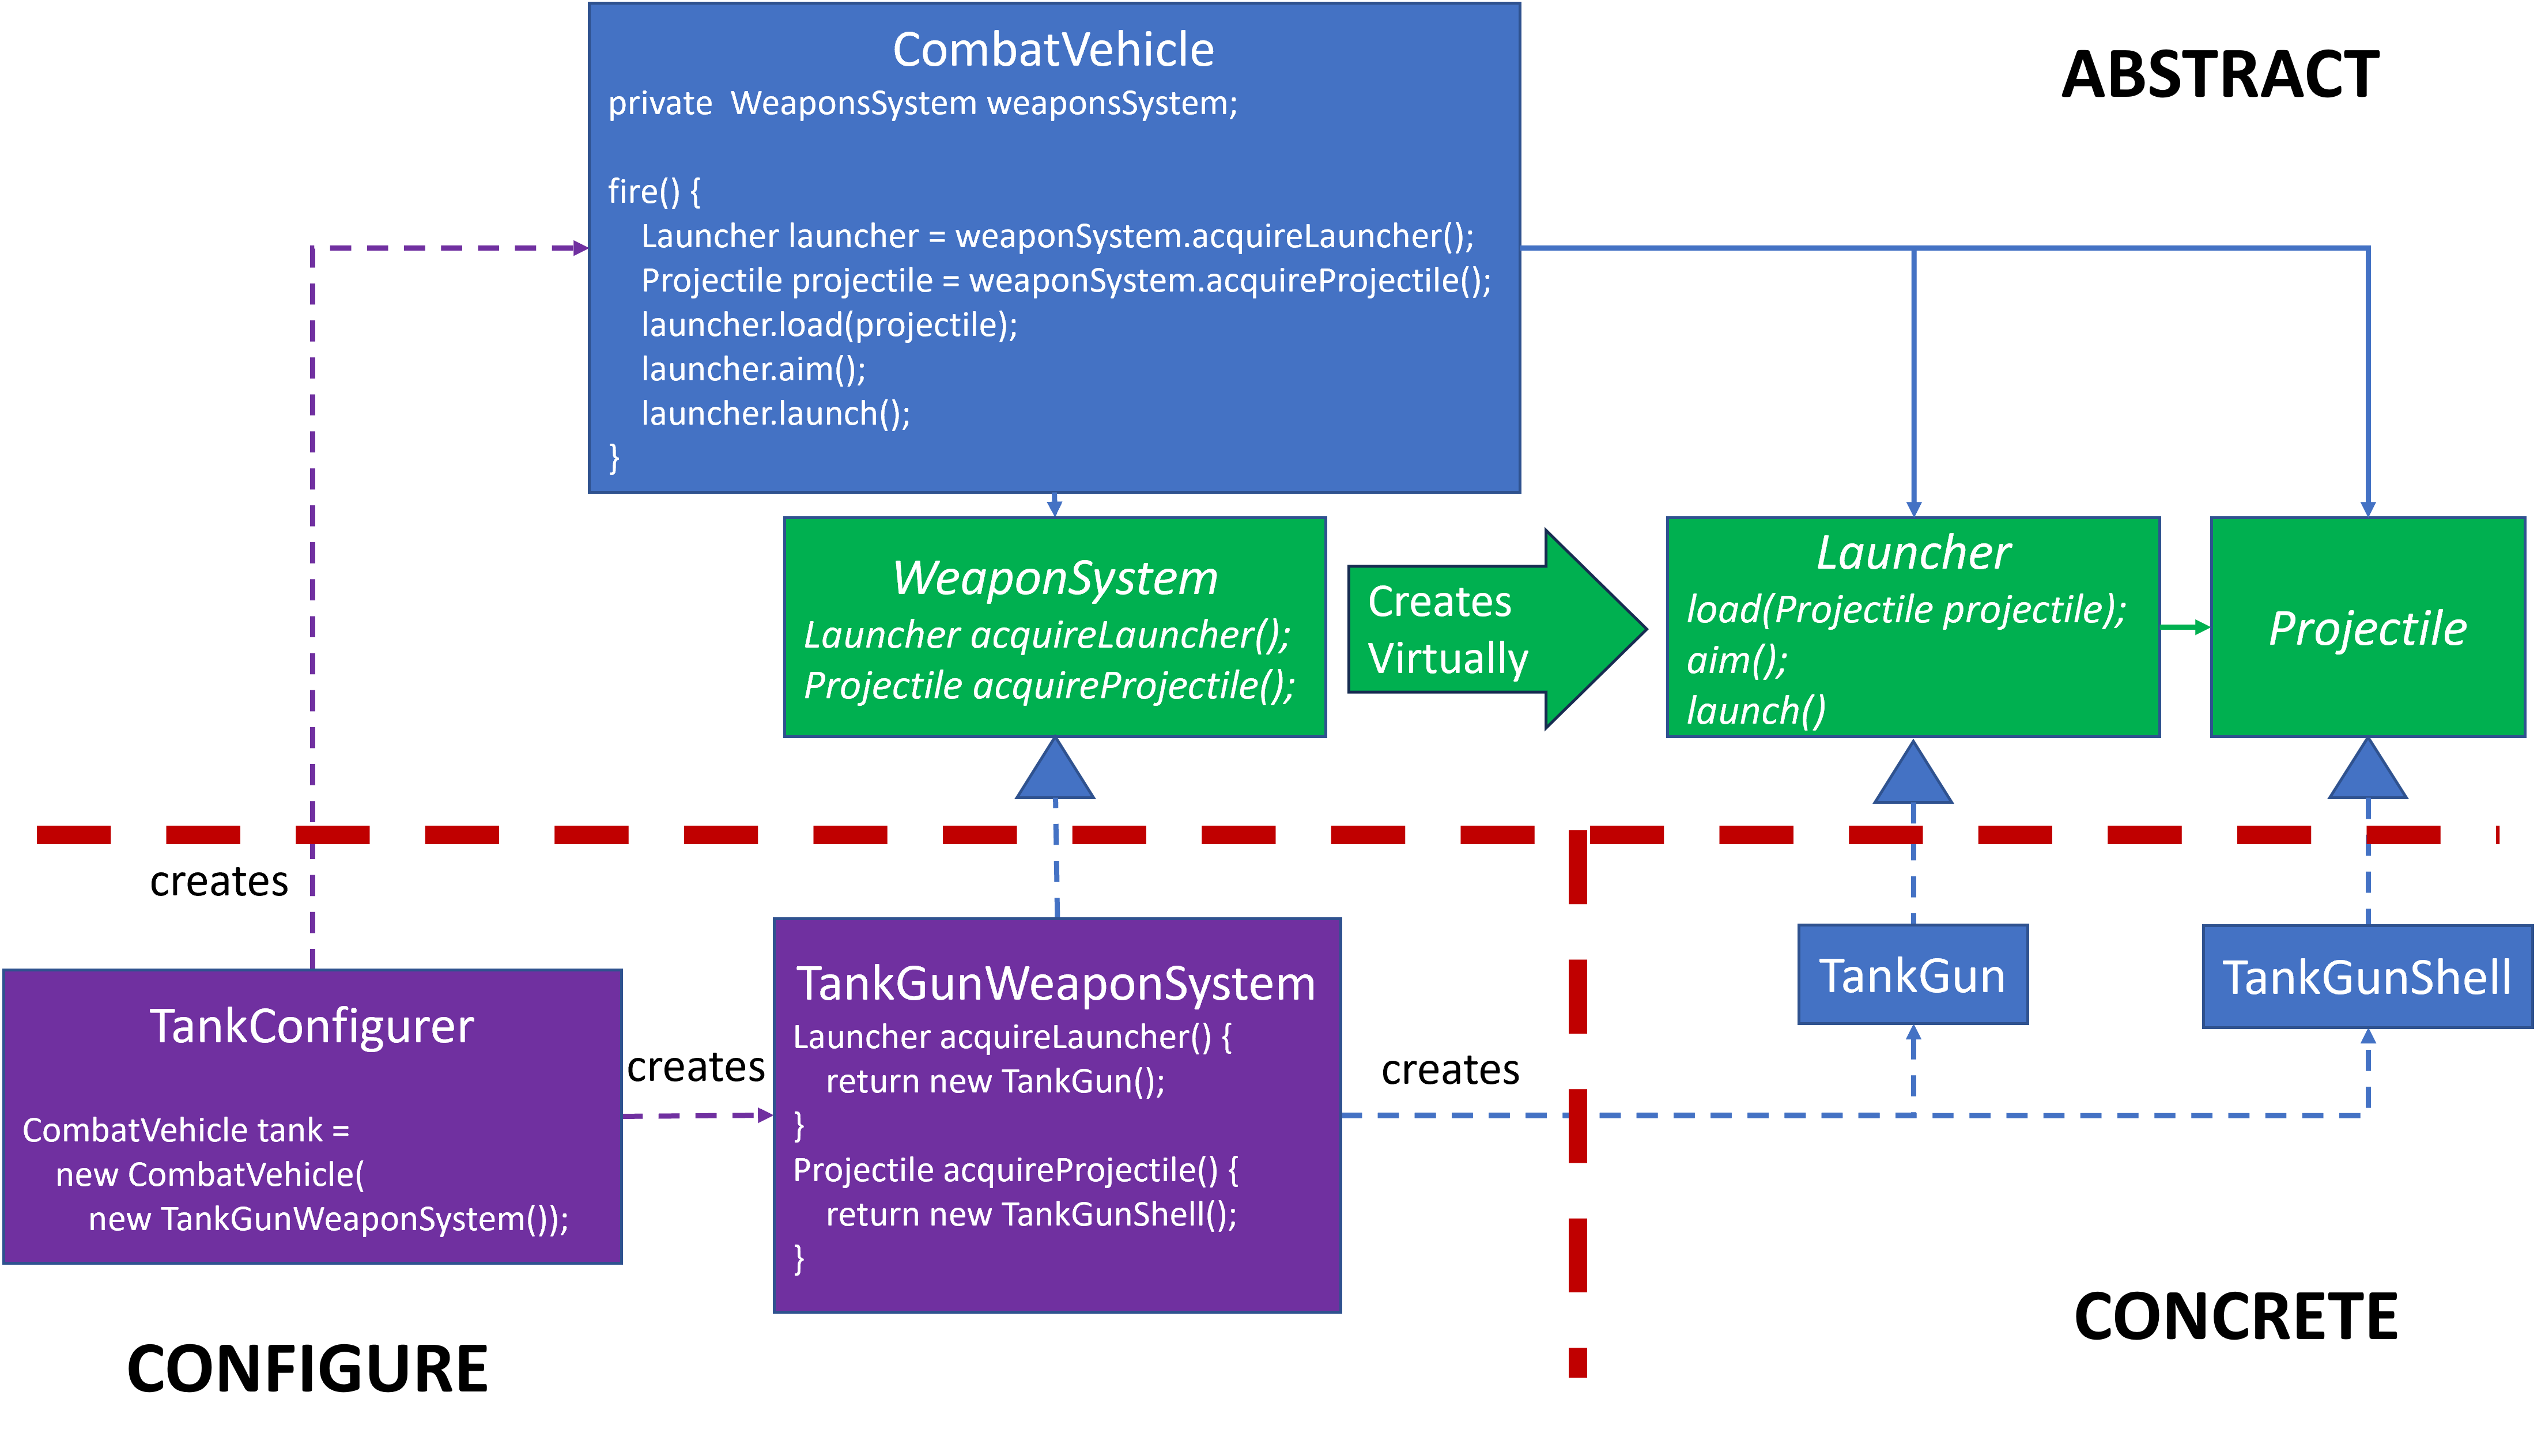 CombatVehicle
private  WeaponsSystem weaponsSystem;
fire() {
Launcher launcher = weaponSystem.acquireLauncher();
Projectile projectile = weaponSystem.acquireProjectile();
launcher.load(projectile);
launcher.aim();
launcher.launch();
}
ABSTRACT
WeaponSystem
Launcher acquireLauncher();
Projectile acquireProjectile();
Creates
Virtually
Launcher
load(Projectile projectile);
aim();
launch()
Projectile
creates
TankConfigurer
CombatVehicle tank =
new CombatVehicle(
new TankGunWeaponSystem());
creates
TankGunWeaponSystem
Launcher acquireLauncher() {
return new TankGun();
}
Projectile acquireProjectile() {
return new TankGunShell();
}
creates
TankGun
TankGunShell
CONFIGURE
CONCRETE